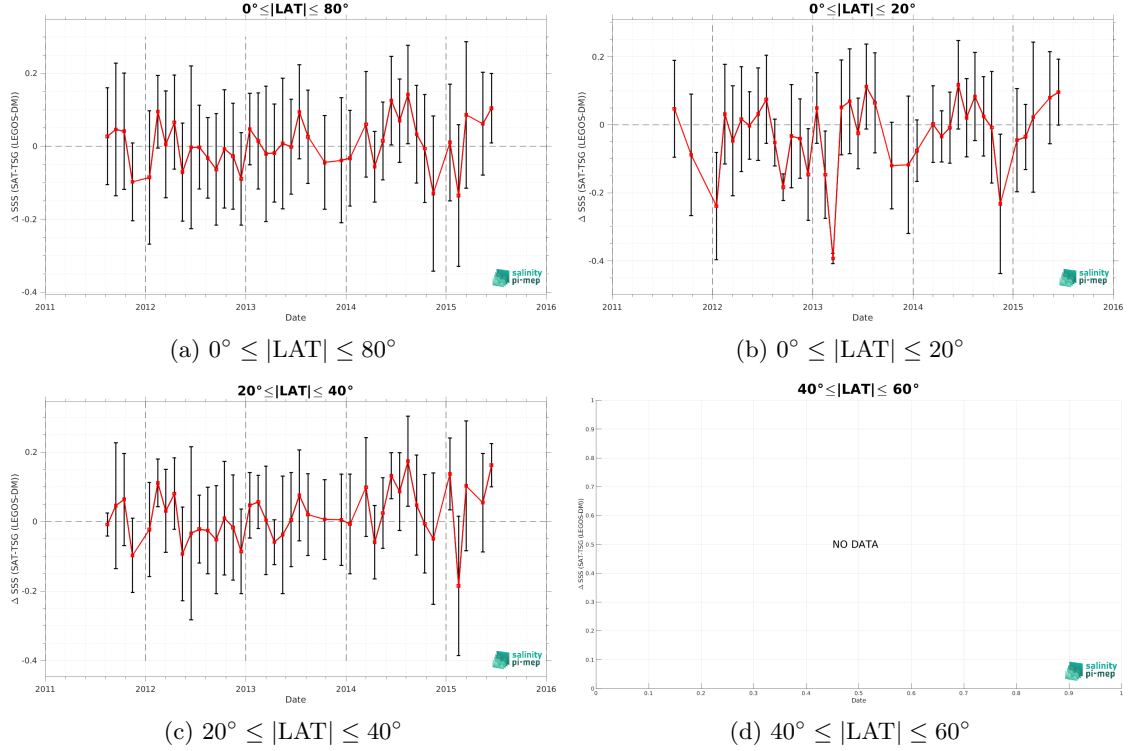 0°≤|LAT|≤ 80°
Δ SSS (SAT-TSG (LEGOS-DM))
0.2
0
-0.2
-0.4
2011 2012 2013 2014 2015 2016
Date
salinity
pi-mep
(a) 0° ≤ |LAT| ≤ 80°
0°≤|LAT|≤ 20°
Δ SSS (SAT-TSG (LEGOS-DM))
0.2
0
-0.2
-0.4
2011 2012 2013 2014 2015 2016
Date
salinity
pi-mep
(b) 0° ≤ |LAT| ≤ 20°
20°≤|LAT|≤ 40°
Δ SSS (SAT-TSG (LEGOS-DM))
0.2
0
-0.2
-0.4
2011 2012 2013 2014 2015 2016
Date
salinity
pi-mep
(c) 20° ≤ |LAT| ≤ 40°
40°≤|LAT|≤ 60°
Δ SSS (SAT-TSG (LEGOS-DM))
1
0.9
0.8
0.7
0.6
0.5
0.4
0.3
0.2
0.1
0
NO DATA
0 0.1 0.2 0.3 0.4 0.5 0.6 0.7 0.8 0.9 1
Date
salinity
pi-mep
(d) 40° ≤ |LAT| ≤ 60°